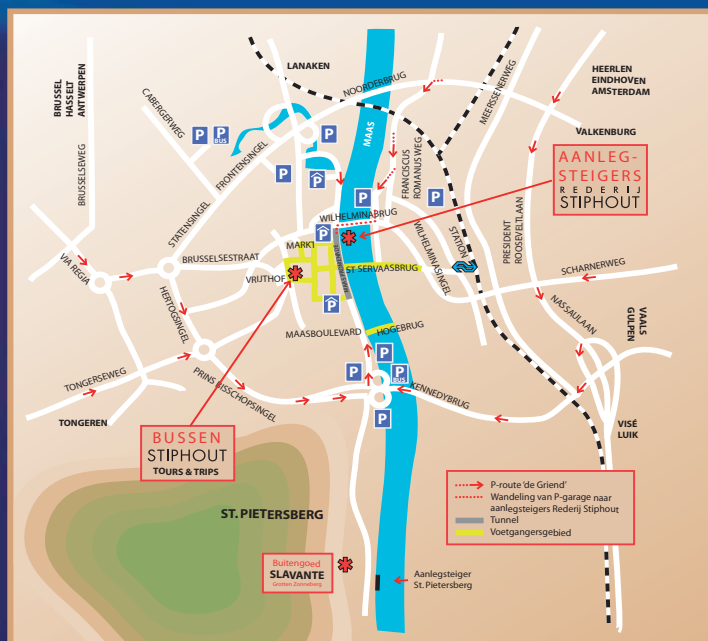 LANAKEN
HEERLEN
EINDHOVEN
AMSTERDAM
BRUSSEL
HASSELT
ANTWERPEN
NOORDERBRUG
MEERSSENERWEG
CABERGERWEG
VALKENBURG
P
P
BUS
P
P
P
P
P
P
MAAS
FRANCISCUS
ROMANUSWEG
AANLEG-
STEIGERS
REDERIJ
STIPHOUT
BRUSSELSEWEG
FRONTENSINGEL
STATENSINGEL
WILHELMINABRUG
WILHELMINASINGEL
STATION
PRESIDENT
ROOSEVELTLAAN
P
MARKT
BRUSSELSESTRAAT
VIA REGIA
VRIJTHOF
ST SERVAASBRUG
SCHARNERWEG
HERTOGSINGEL
NASSAULAAN
VAALS
GULPEN
P
MAASBOULEVARD
HOGEBRUG
P
P
P
BUS
TONGERSEWEG
PRINS BISSCHOPSINGEL
KENNEDYBRUG
P
TONGEREN
VISÉ
LUIK
BUSSEN
STIPHOUT
TOURS & TRIPS
P-route 'de Griend'
Wandeling van P-garage naar
aanlegsteigers Rederij Stiphout
Tunnel
Voetgangersgebied
ST. PIETERSBERG
Buitengoed
SLAVANTE
Grotten Zonneberg
Aanlegsteiger
St. Pietersberg